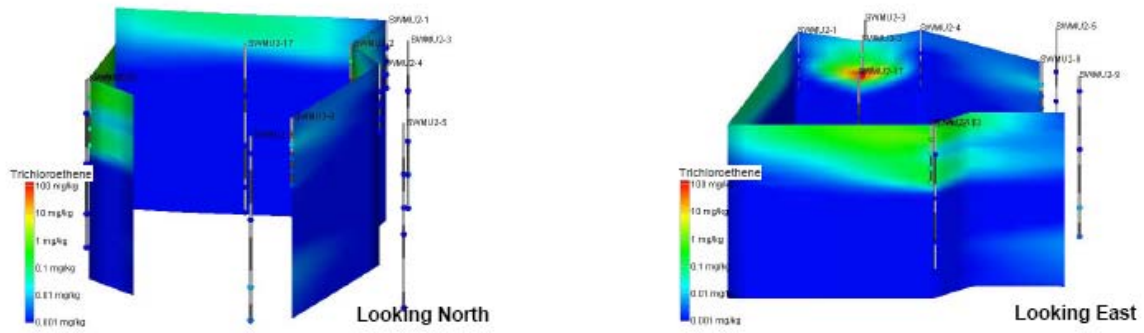 SWMU2-1
SWMU2-17
SWMU2-3
SWMU2-4
SWMU2-5
Trichloroethene
100 mg/kg
10 mg/kg
1 mg/kg
0.1 mg/kg
0.01 mg/kg
0.001 mg/kg
Looking North
SWMU2-3
SWMU2-1
SWMU2-4
SWMU2-5
SWMU2-8
SWMU2-9
SWMU2-17
Trichloroethene
100 mg/kg
10 mg/kg
1 mg/kg
0.1 mg/kg
0.01 mg/kg
0.001 mg/kg
Looking East